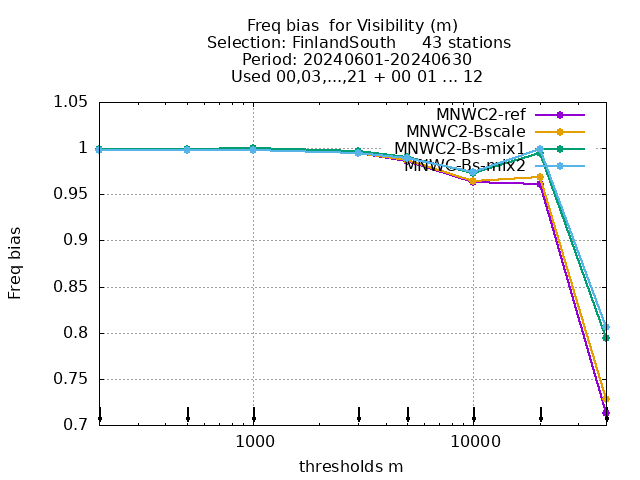 Freq bias  for Visibility (m)
Selection: FinlandSouth     43 stations
Period: 20240601-20240630
Used 00,03,...,21 + 00 01 ... 12
MNWC2-ref
MNWC2-Bscale
MNWC2-Bs-mix1
MNWC-Bs-mix2
1.05
1
0.95
0.9
0.85
0.8
0.75
0.7
Freq bias
1000
10000
thresholds m